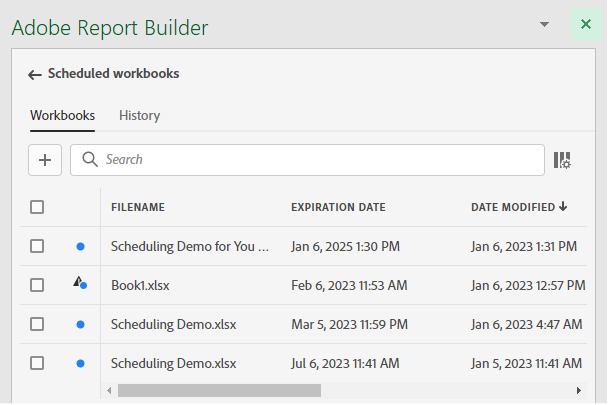 Adobe Report Builder
Scheduled workbooks
Workbooks History
Search
FILENAME EXPIRATION DATE DATE MODIFIED
Scheduling Demo for You ... Jan 6, 2025 1:30 PM Jan 6, 2023 1:31 PM
Book1.xlsx Feb 6, 2023 11:53 AM Jan 6, 2023 12:57 PM
Scheduling Demo.xlsx Mar 5, 2023 11:59 PM Jan 6, 2023 4:47 AM
Scheduling Demo.xlsx Jul 6, 2023 11:41 AM Jan 5, 2023 11:41 AM